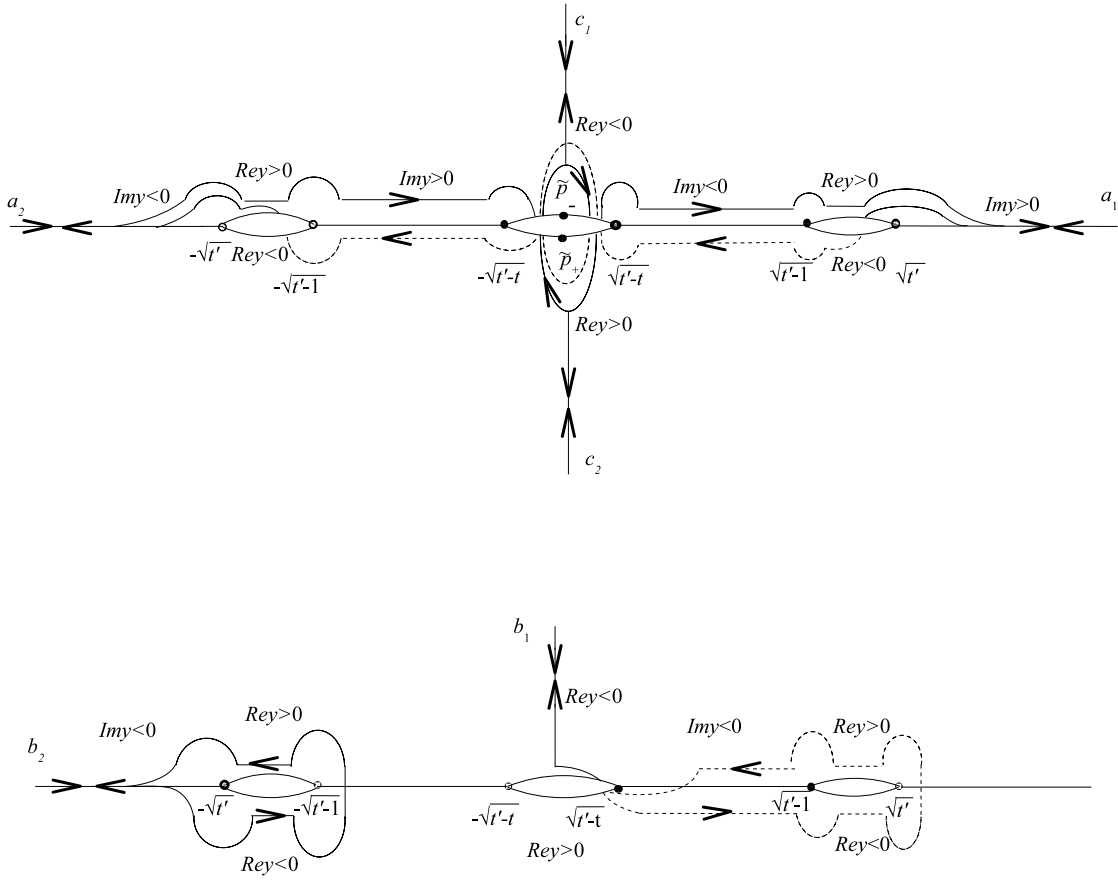 c₁
Rey<0
Rey>0
Imy<0
Imy>0
p̃₋
Imy<0
Rey>0
Imy>0
a₂
a₁
-√t'
Rey<0
-√t'-1
-√t'-t
p̃₊
√t'-t
√t'-1
Rey<0
√t'
Rey>0
c₂
b₁
Rey<0
Imy<0
Rey>0
Imy<0
Rey>0
b₂
-√t'
-√t'-1
-√t'-t
√t'-t
√t'-1
√t'
Rey<0
Rey>0
Rey<0